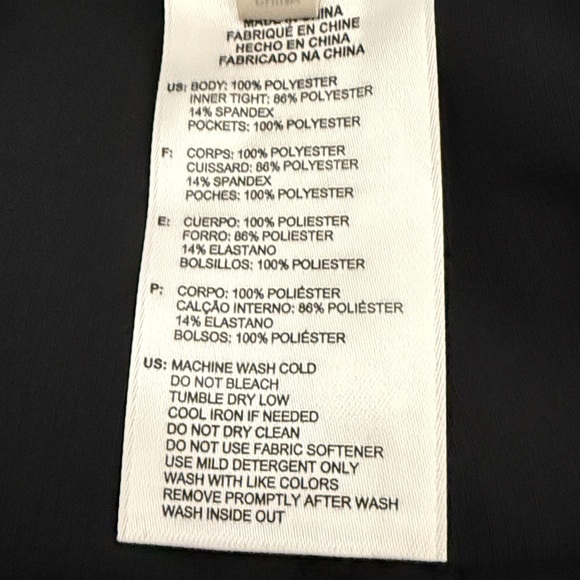 MADE IN CHINA
FABRIQUÉ EN CHINE
HECHO EN CHINA
FABRICADO NA CHINA
US: BODY: 100% POLYESTER
INNER TIGHT: 86% POLYESTER
14% SPANDEX
POCKETS: 100% POLYESTER
F: CORPS: 100% POLYESTER
CUISSARD: 86% POLYESTER
14% SPANDEX
POCHES: 100% POLYESTER
E: CUERPO: 100% POLIESTER
FORRO: 86% POLIESTER
14% ELASTANO
BOLSILLOS: 100% POLIESTER
P: CORPO: 100% POLIÉSTER
CALÇÃO INTERNO: 86% POLIÉSTER
14% ELASTANO
BOLSOS: 100% POLIÉSTER
US: MACHINE WASH COLD
DO NOT BLEACH
TUMBLE DRY LOW
COOL IRON IF NEEDED
DO NOT DRY CLEAN
DO NOT USE FABRIC SOFTENER
USE MILD DETERGENT ONLY
WASH WITH LIKE COLORS
REMOVE PROMPTLY AFTER WASH
WASH INSIDE OUT